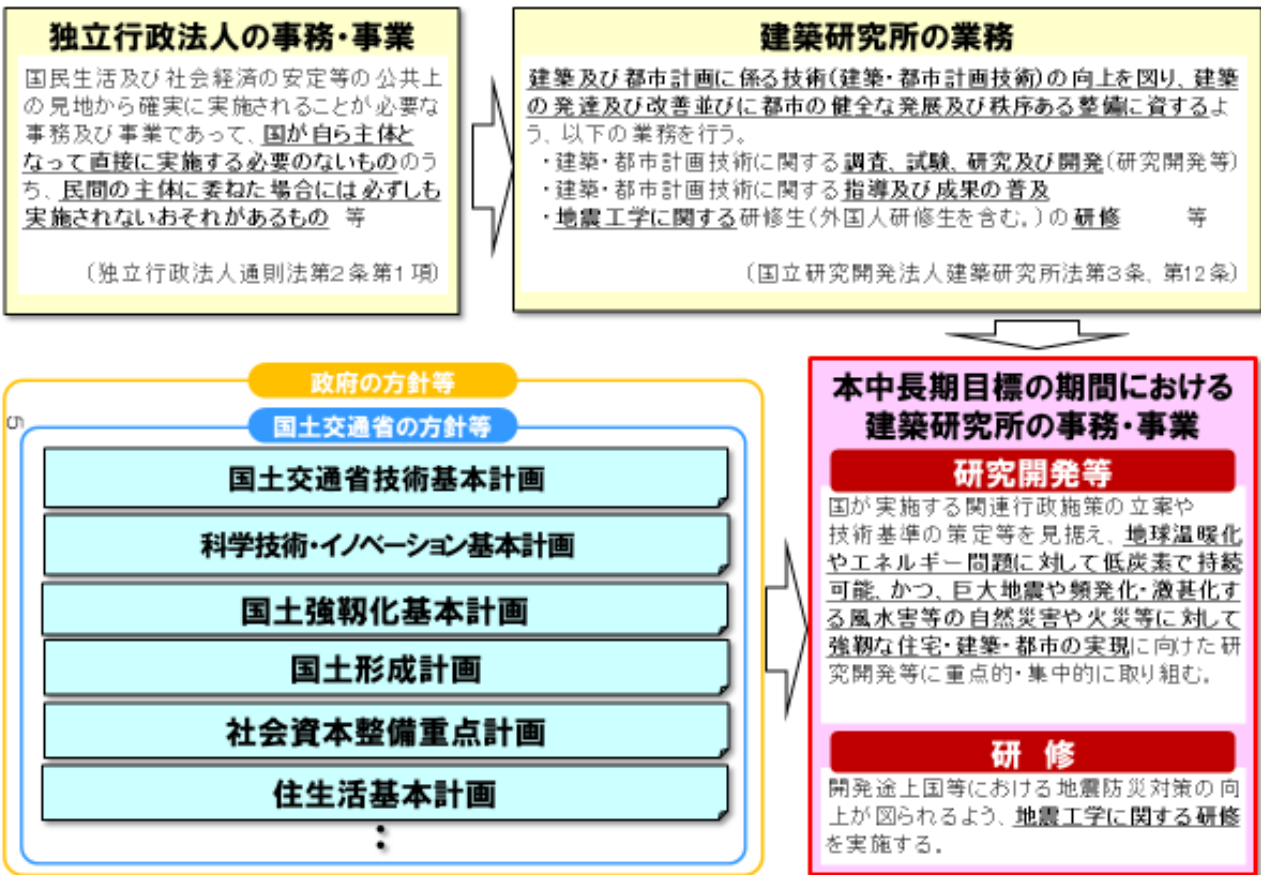 独立行政法人の事務・事業
国民生活及び社会経済の安定等の公共上
の見地から確実に実施されることが必要な
事務及び事業であって、国が自ら主体と
なって直接に実施する必要のないもののう
ち、民間の主体に委ねた場合には必ずしも
実施されないおそれがあるもの 等
（独立行政法人通則法第2条第1項）
建築研究所の業務
建築及び都市計画に係る技術(建築・都市計画技術)の向上を図り、建築
の発達及び改善並びに都市の健全な発展及び秩序ある整備に資するよ
う、以下の業務を行う。
・建築・都市計画技術に関する調査、試験、研究及び開発(研究開発等)
・建築・都市計画技術に関する指導及び成果の普及
・地震工学に関する研修生(外国人研修生を含む。)の研修 等
(国立研究開発法人建築研究所法第3条、第12条)
政府の方針等
5
国土交通省の方針等
国土交通省技術基本計画
科学技術・イノベーション基本計画
国土強靱化基本計画
国土形成計画
社会資本整備重点計画
住生活基本計画
：
本中長期目標の期間における
建築研究所の事務・事業
研究開発等
国が実施する関連行政施策の立案や
技術基準の策定等を見据え、地球温暖化
やエネルギー問題に対して低炭素で持続
可能、かつ、巨大地震や頻発化・激甚化す
る風水害等の自然災害や火災等に対して
強靱な住宅・建築・都市の実現に向けた研
究開発等に重点的・集中的に取り組む。
研 修
開発途上国等における地震防災対策の向
上が図られるよう、地震工学に関する研修
を実施する。